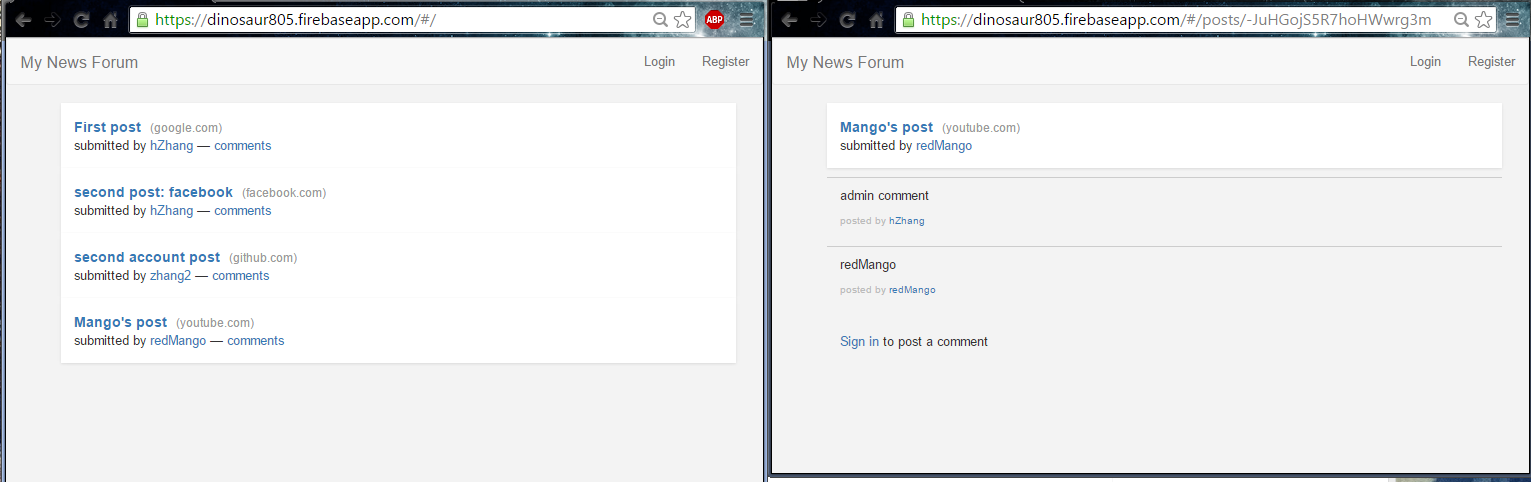 https://dinosaur805.firebaseapp.com/#/
ABP
My News Forum Login Register
First post (google.com)
submitted by hZhang — comments
second post: facebook (facebook.com)
submitted by hZhang — comments
second account post (github.com)
submitted by zhang2 — comments
Mango's post (youtube.com)
submitted by redMango — comments
https://dinosaur805.firebaseapp.com/#/posts/-JuHGojS5R7hoHWwrg3m
My News Forum Login Register
Mango's post (youtube.com)
submitted by redMango
admin comment
posted by hZhang
redMango
posted by redMango
Sign in to post a comment